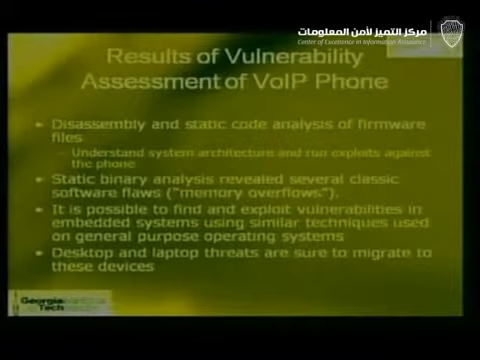 مركز التميز لأمن المعلومات
Center of Excellence in Information Assurance
Results of Vulnerability
Assessment of VoIP Phone
Disassembly and static code analysis of firmware
files
– Understand system architecture and run exploits against
the phone
Static binary analysis revealed several classic
software flaws ("memory overflows").
It is possible to find and exploit vulnerabilities in
embedded systems using similar techniques used
on general purpose operating systems
Desktop and laptop threats are sure to migrate to
these devices
Georgia
Tech